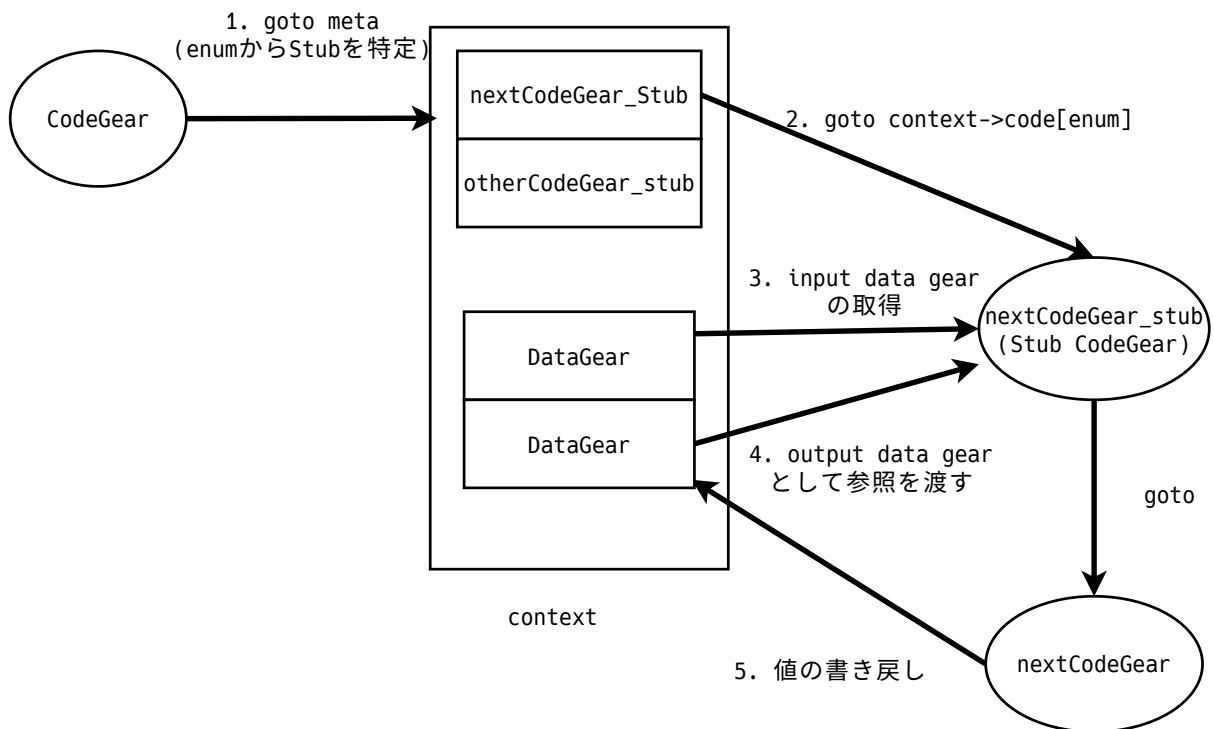 1. goto meta
(enumからStubを特定)
CodeGear
nextCodeGear_Stub
otherCodeGear_stub
2. goto context->code[enum]
3. input data gear
の取得
nextCodeGear_stub
(Stub CodeGear)
DataGear
DataGear
4. output data gear
として参照を渡す
goto
context
5. 値の書き戻し
nextCodeGear